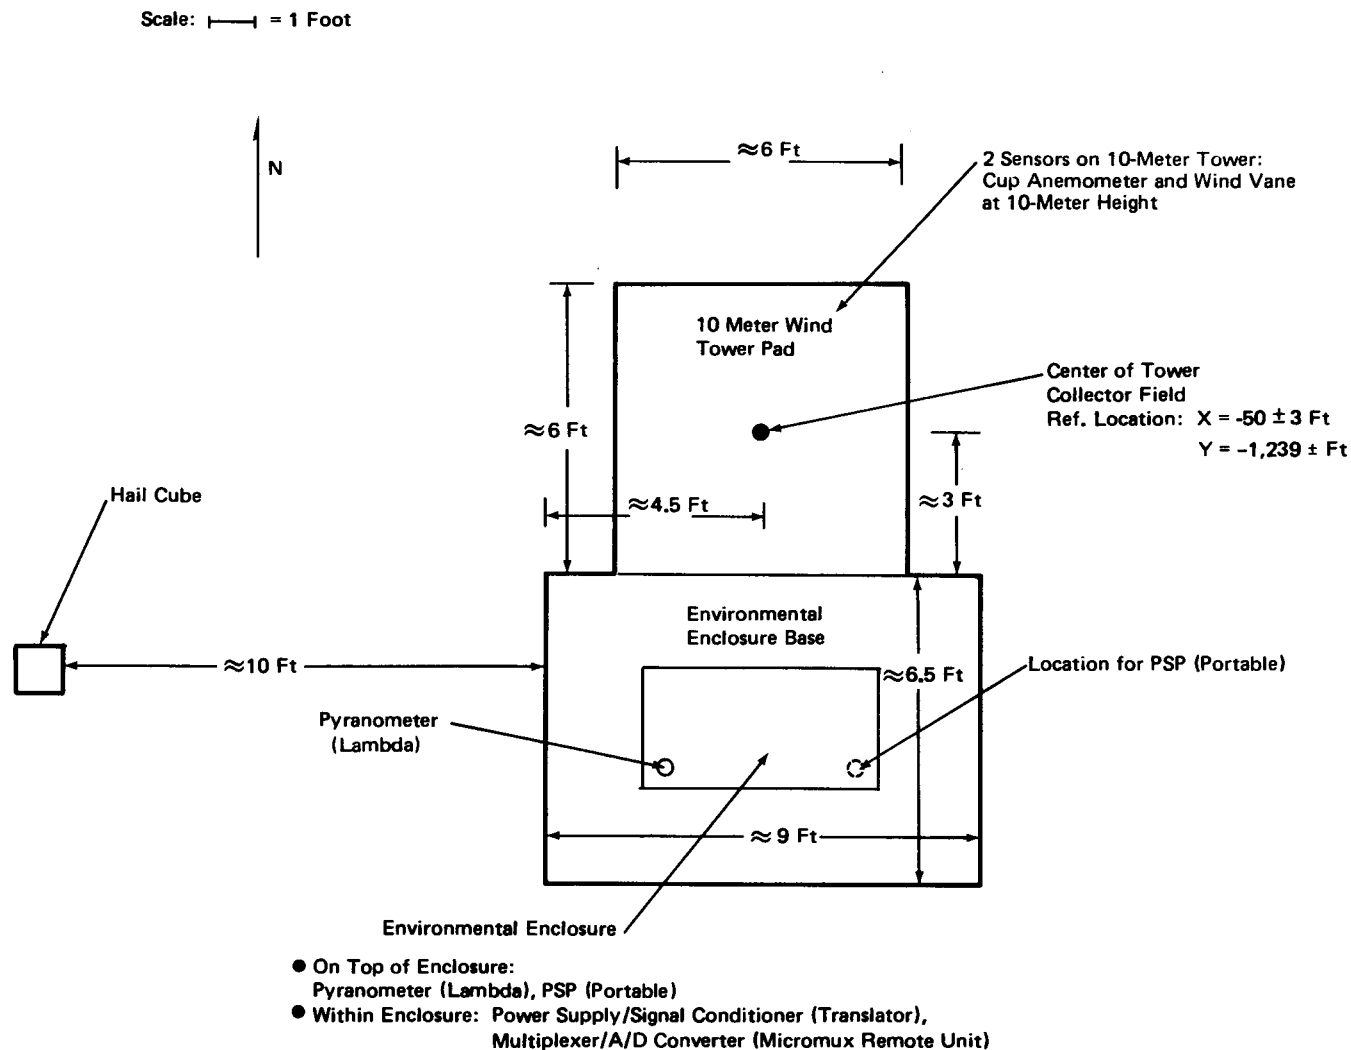 Scale: = 1 Foot
N
≈6 Ft
2 Sensors on 10-Meter Tower:
Cup Anemometer and Wind Vane
at 10-Meter Height
10 Meter Wind
Tower Pad
Center of Tower
Collector Field
Ref. Location: X = -50 ± 3 Ft
Y = -1,239 ± Ft
≈6 Ft
≈4.5 Ft
≈3 Ft
Hail Cube
Environmental
Enclosure Base
≈10 Ft
≈6.5 Ft
Location for PSP (Portable)
Pyranometer
(Lambda)
≈ 9 Ft
Environmental Enclosure
● On Top of Enclosure:
Pyranometer (Lambda), PSP (Portable)
● Within Enclosure: Power Supply/Signal Conditioner (Translator),
Multiplexer/A/D Converter (Micromux Remote Unit)